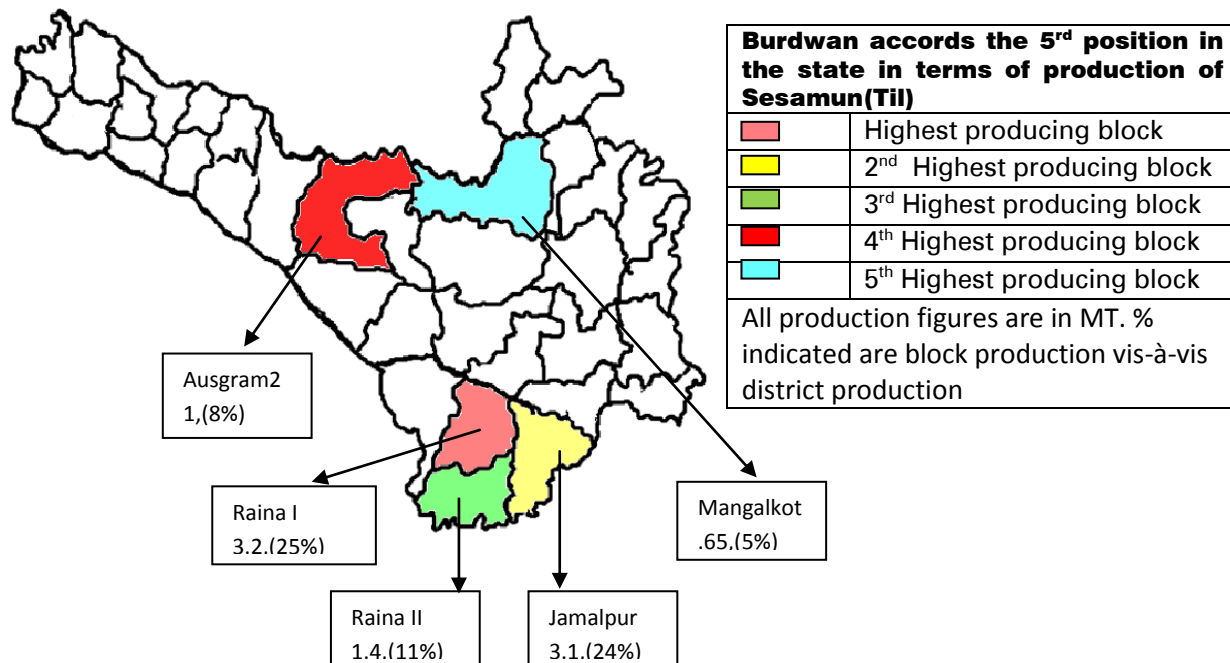 Burdwan accords the 5rd position in
the state in terms of production of
Sesamun(Til)
Highest producing block
2nd Highest producing block
3rd Highest producing block
4th Highest producing block
5th Highest producing block
All production figures are in MT. %
indicated are block production vis-à-vis
district production
Ausgram2
1,(8%)
Raina I
3.2.(25%)
Raina II
1.4.(11%)
Jamalpur
3.1.(24%)
Mangalkot
.65,(5%)